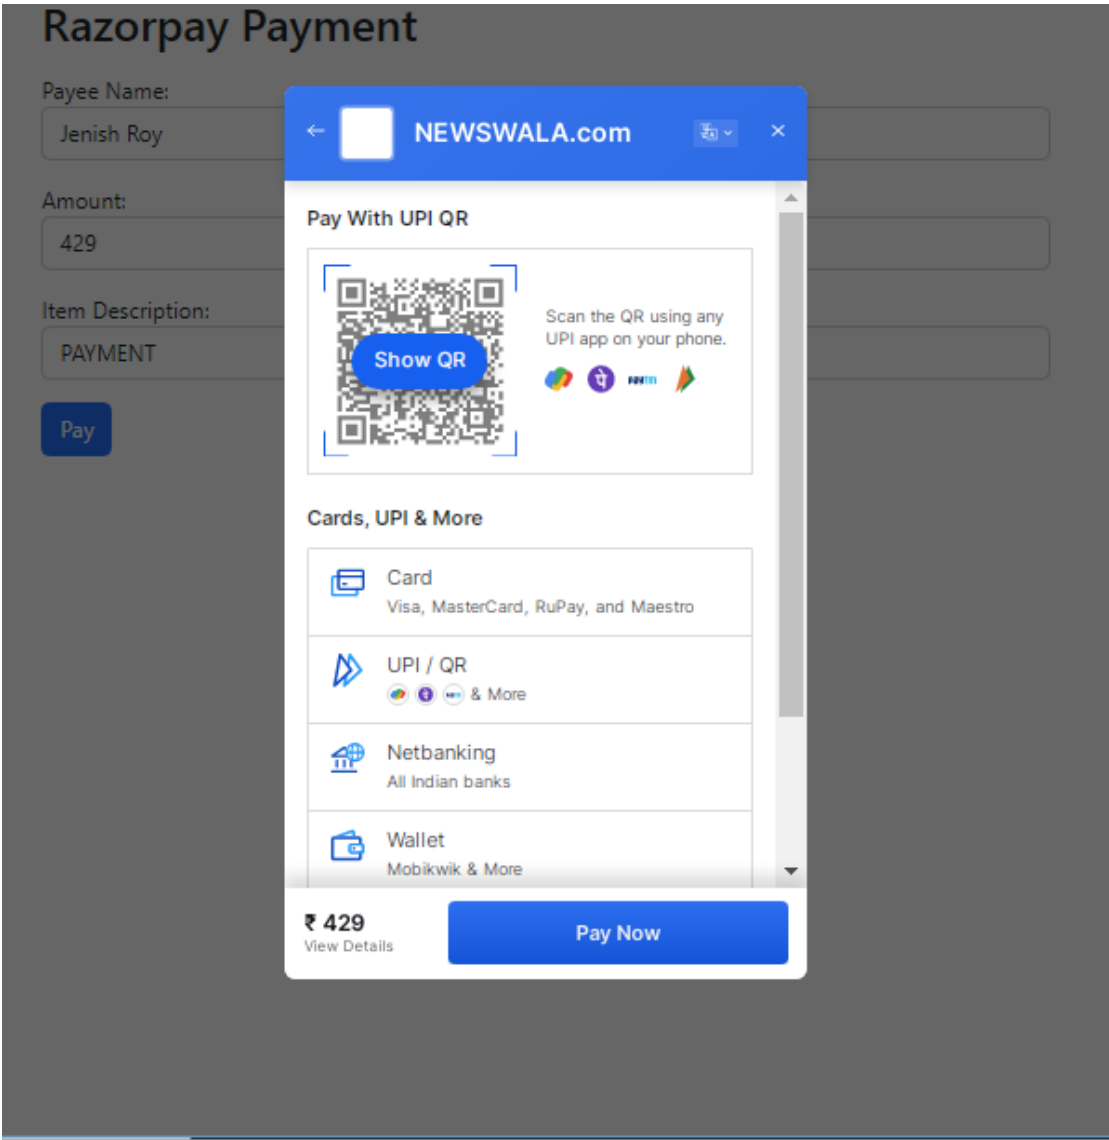 Razorpay Payment
Payee Name:
Jenish Roy
Amount:
429
Item Description:
PAYMENT
Pay
NEWSWALA.com
Pay With UPI QR
Show QR
Scan the QR using any
UPI app on your phone.
Cards, UPI & More
Card
Visa, MasterCard, RuPay, and Maestro
UPI / QR
& More
Netbanking
All Indian banks
Wallet
Mobikwik & More
₹ 429
View Details
Pay Now